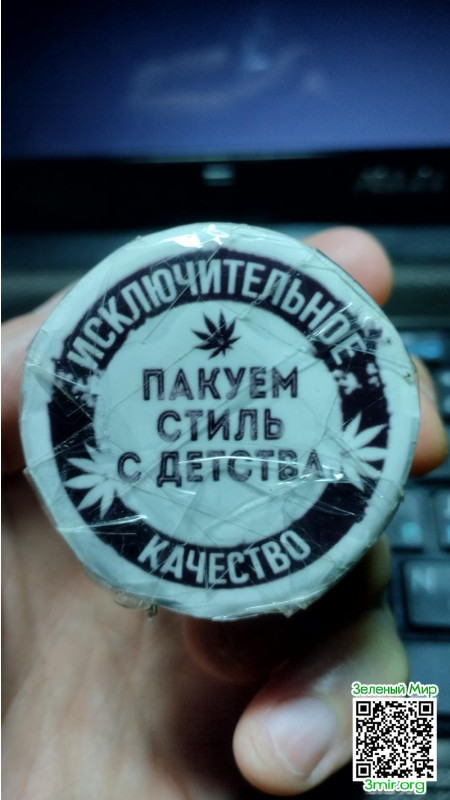 ИСКЛЮЧИТЕЛЬНОЕ
ПАКУЕМ
СТИЛЬ
С ДЕТСТВА
КАЧЕСТВО
Зеленый Мир
3mir.org